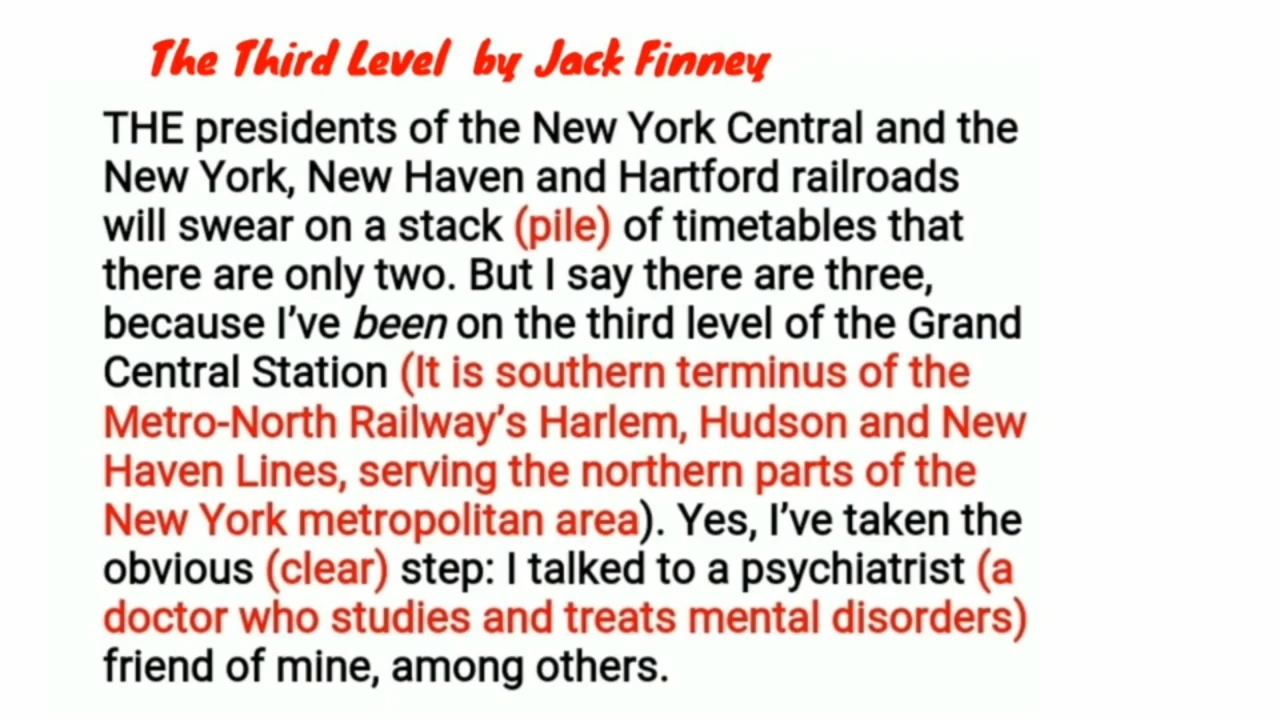 The Third Level by Jack Finney
THE presidents of the New York Central and the
New York, New Haven and Hartford railroads
will swear on a stack (pile) of timetables that
there are only two. But I say there are three,
because I’ve been on the third level of the Grand
Central Station (It is southern terminus of the
Metro-North Railway’s Harlem, Hudson and New
Haven Lines, serving the northern parts of the
New York metropolitan area). Yes, I’ve taken the
obvious (clear) step: I talked to a psychiatrist (a
doctor who studies and treats mental disorders)
friend of mine, among others.